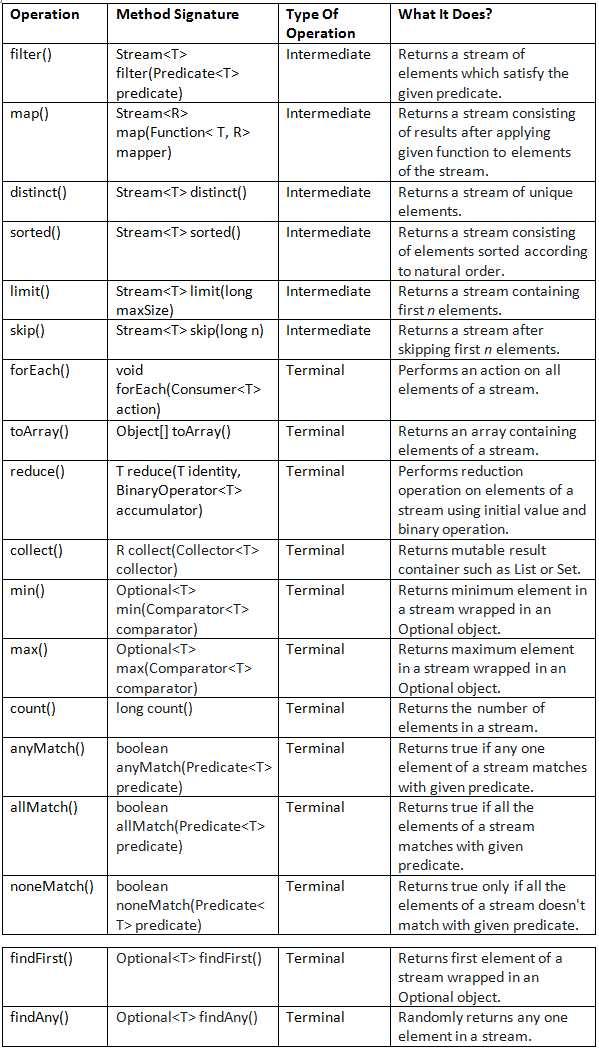 Operation Method Signature Type Of What It Does?
Operation
filter() Stream<T> Intermediate Returns a stream of
filter(Predicate<T> elements which satisfy the
predicate) given predicate.
map() Stream<R> Intermediate Returns a stream consisting
map(Function< T, R> of results after applying
mapper) given function to elements
of the stream.
distinct() Stream<T> distinct() Intermediate Returns a stream of unique
elements.
sorted() Stream<T> sorted() Intermediate Returns a stream consisting
of elements sorted according
to natural order.
limit() Stream<T> limit(long Intermediate Returns a stream containing
maxSize) first n elements.
skip() Stream<T> skip(long n) Intermediate Returns a stream after
skipping first n elements.
forEach() void Terminal Performs an action on all
forEach(Consumer<T> elements of a stream.
action)
toArray() Object[] toArray() Terminal Returns an array containing
elements of a stream.
reduce() T reduce(T identity, Terminal Performs reduction
BinaryOperator<T> operation on elements of a
accumulator) stream using initial value and
binary operation.
collect() R collect(Collector<T> Terminal Returns mutable result
collector) container such as List or Set.
min() Optional<T> Terminal Returns minimum element in
min(Comparator<T> a stream wrapped in an
comparator) Optional object.
max() Optional<T> Terminal Returns maximum element
max(Comparator<T> in a stream wrapped in an
comparator) Optional object.
count() long count() Terminal Returns the number of
elements in a stream.
anyMatch() boolean Terminal Returns true if any one
anyMatch(Predicate<T> element of a stream matches
predicate) with given predicate.
allMatch() boolean Terminal Returns true if all the
allMatch(Predicate<T> elements of a stream
predicate) matches with given
predicate.
noneMatch() boolean Terminal Returns true only if all the
noneMatch(Predicate< elements of a stream doesn't
T> predicate) match with given predicate.
findFirst() Optional<T> findFirst() Terminal Returns first element of a
stream wrapped in an
Optional object.
findAny() Optional<T> findAny() Terminal Randomly returns any one
element in a stream.